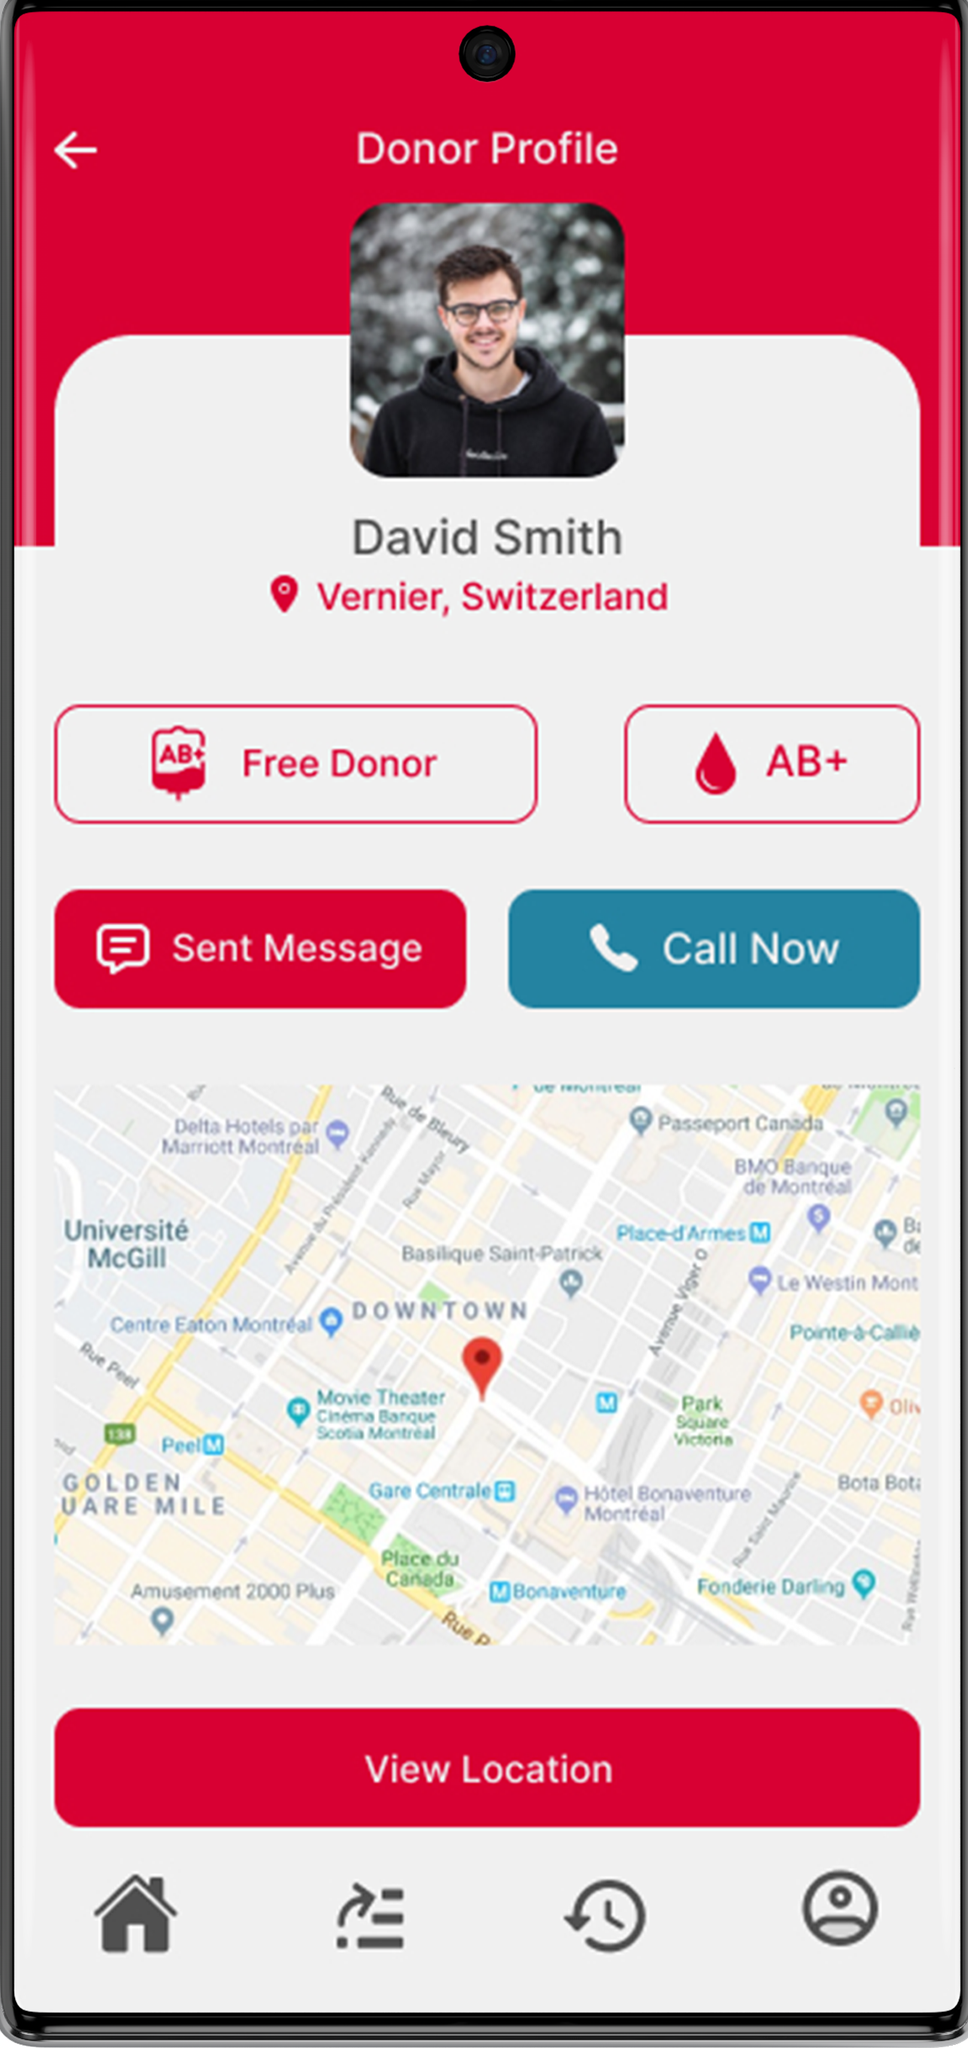 Donor Profile
David Smith
Vernier, Switzerland
AB+
Free Donor
AB+
Sent Message
Call Now
de Montréal
Rue de Bleury
Delta Hotels par
Marriott Montréal
Passeport Canada
Avenue du Président-Kennedy
Rue Mayor
BMO Banque
de Montréal
Université
McGill
Place-d'Armes
Basilique Saint-Patrick
Avenue Viger O
Le Westin Mont
DOWNTOWN
Centre Eaton Montréal
Pointe-à-Calliè
Rue Peel
Movie Theater
Cinéma Banque
Scotia Montréal
Park
Square
Victoria
Oliv
138
Peel
GOLDEN
UARE MILE
Gare Centrale
Hôtel Bonaventure
Montréal
Bota Bota
Rue Saint Maurice
Place du
Canada
Amusement 2000 Plus
Bonaventure
Fonderie Darling
Rue P
View Location